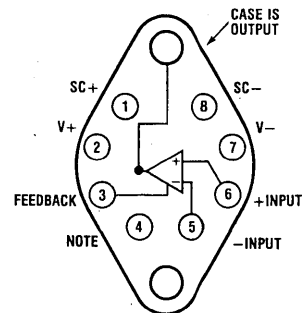 CASE IS
OUTPUT
SC+
SC−
1
8
V+
V−
2
7
+
FEEDBACK
3
6
+INPUT
−
NOTE
4
5
−INPUT